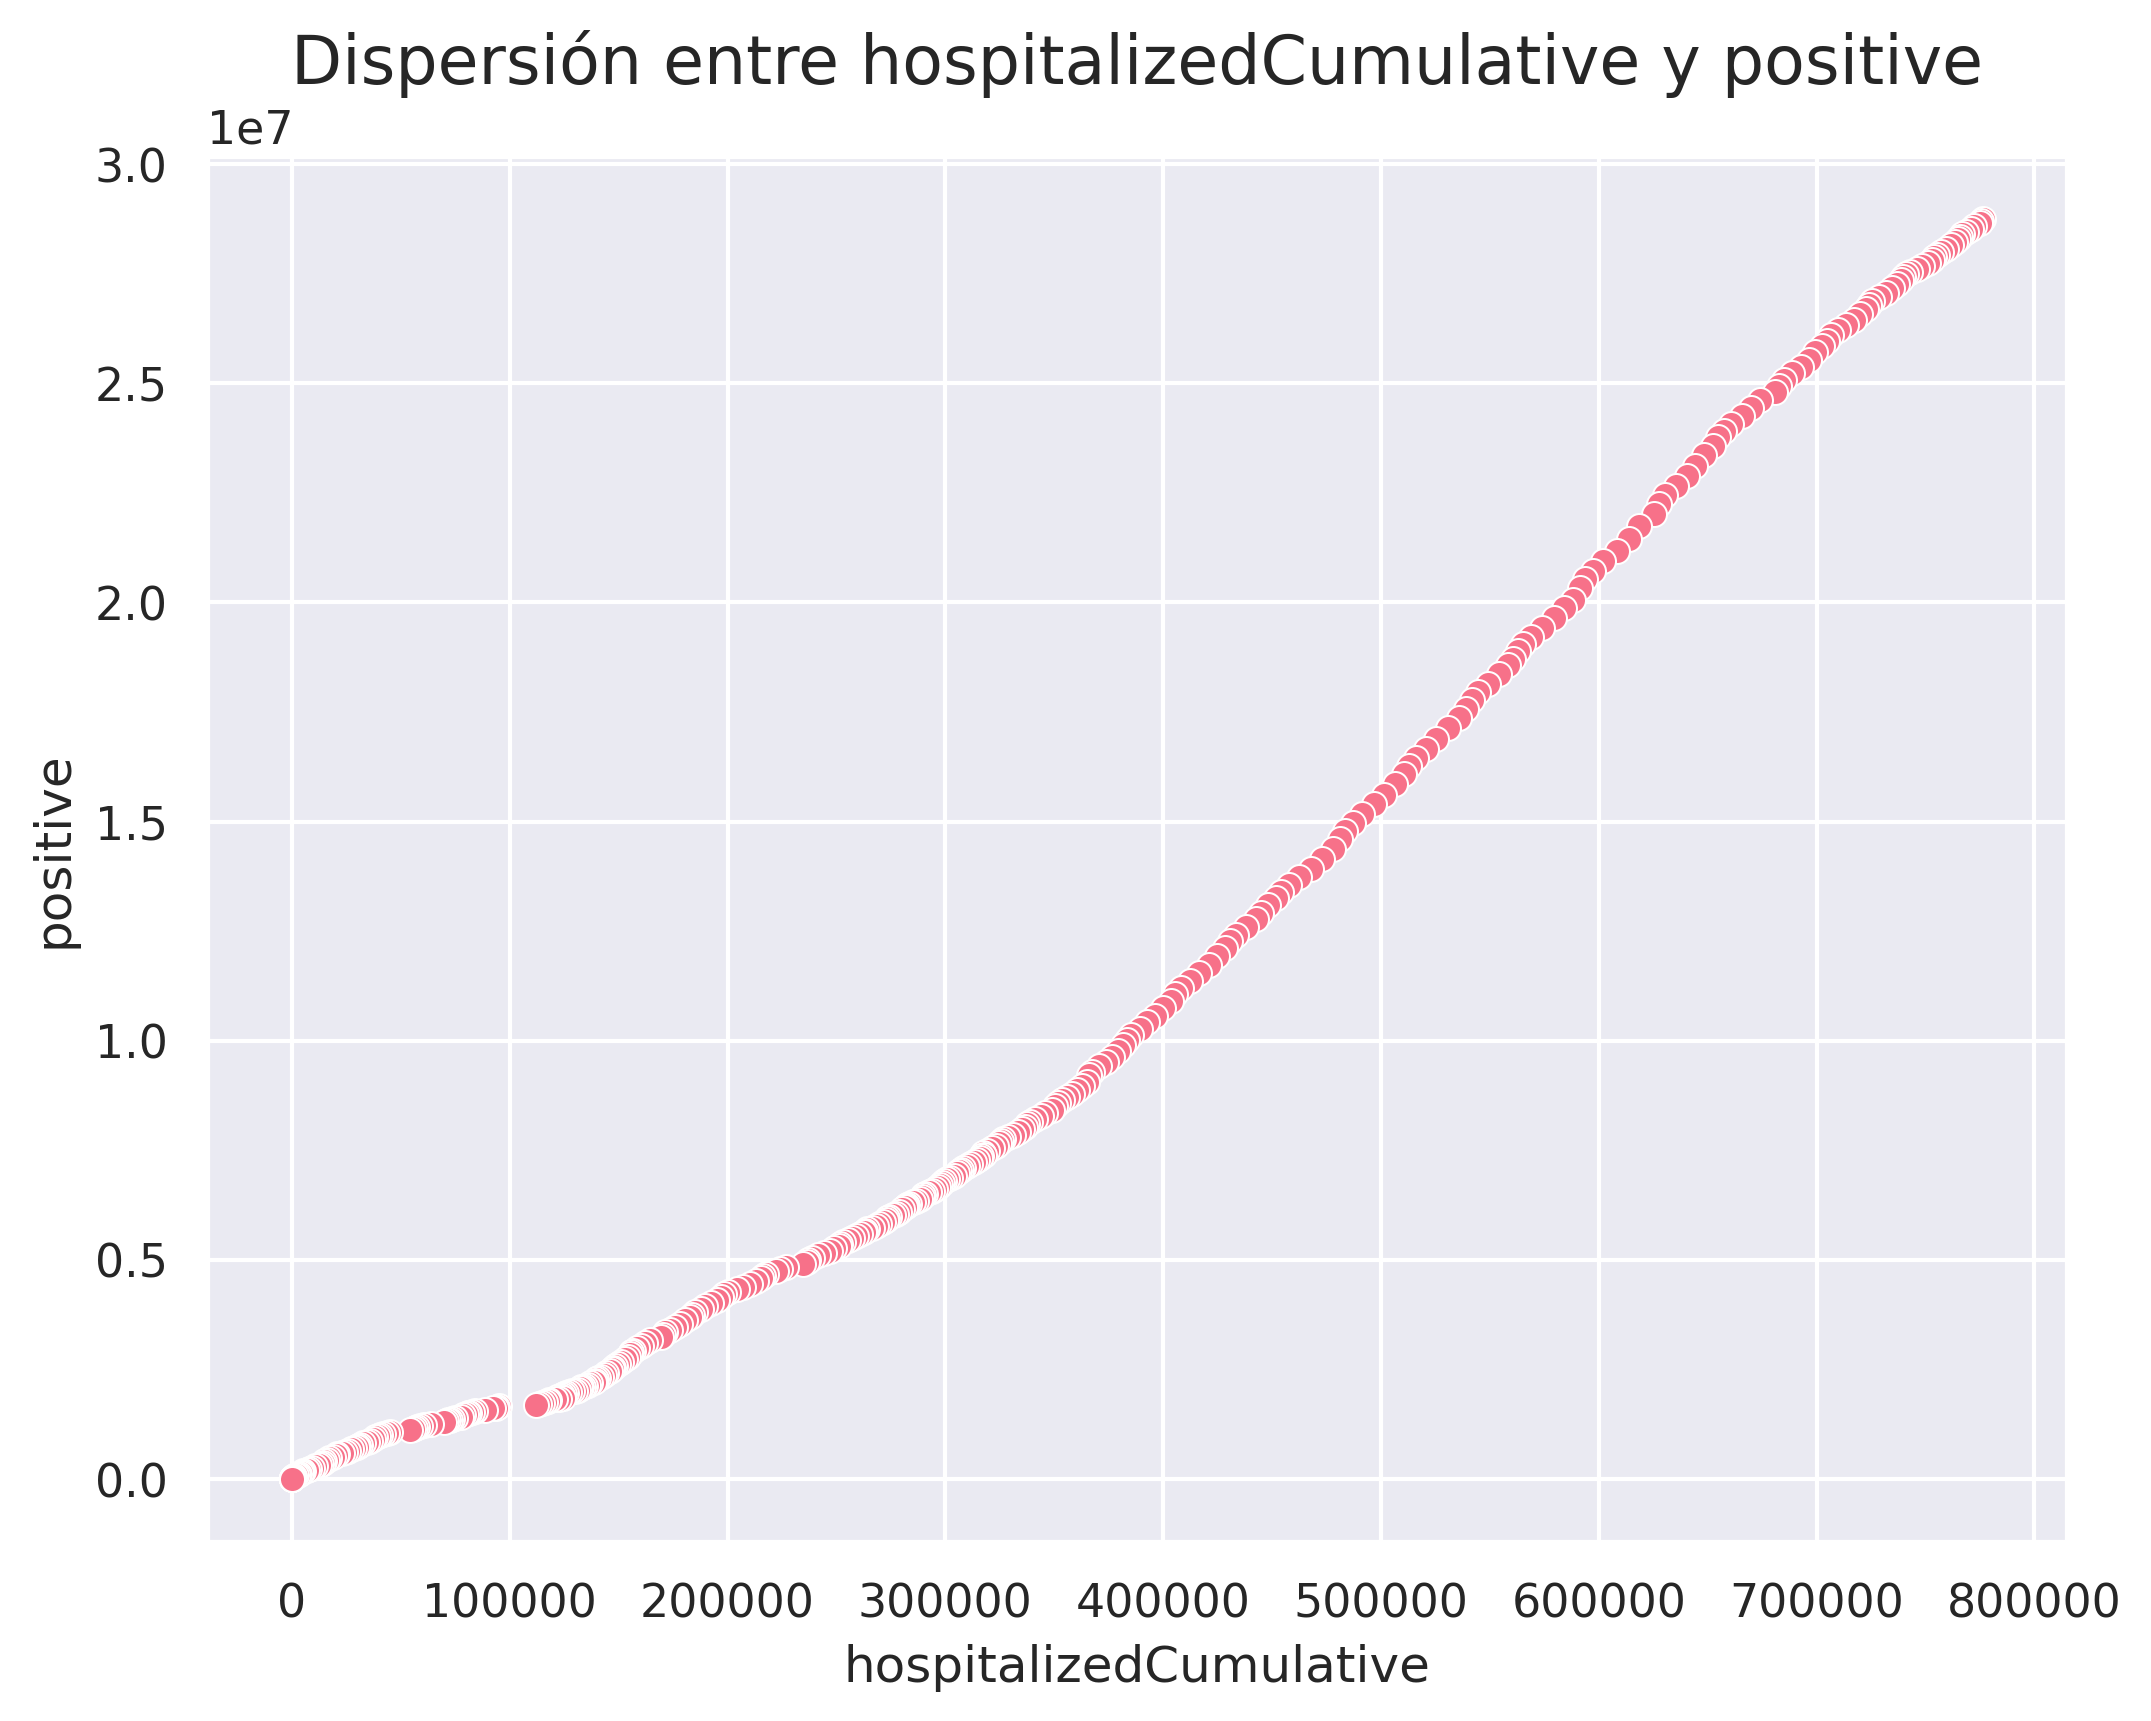 Dispersión entre hospitalizedCumulative y positive
1e7
3.0
2.5
2.0
1.5
1.0
0.5
0.0
positive
0 100000 200000 300000 400000 500000 600000 700000 800000
hospitalizedCumulative